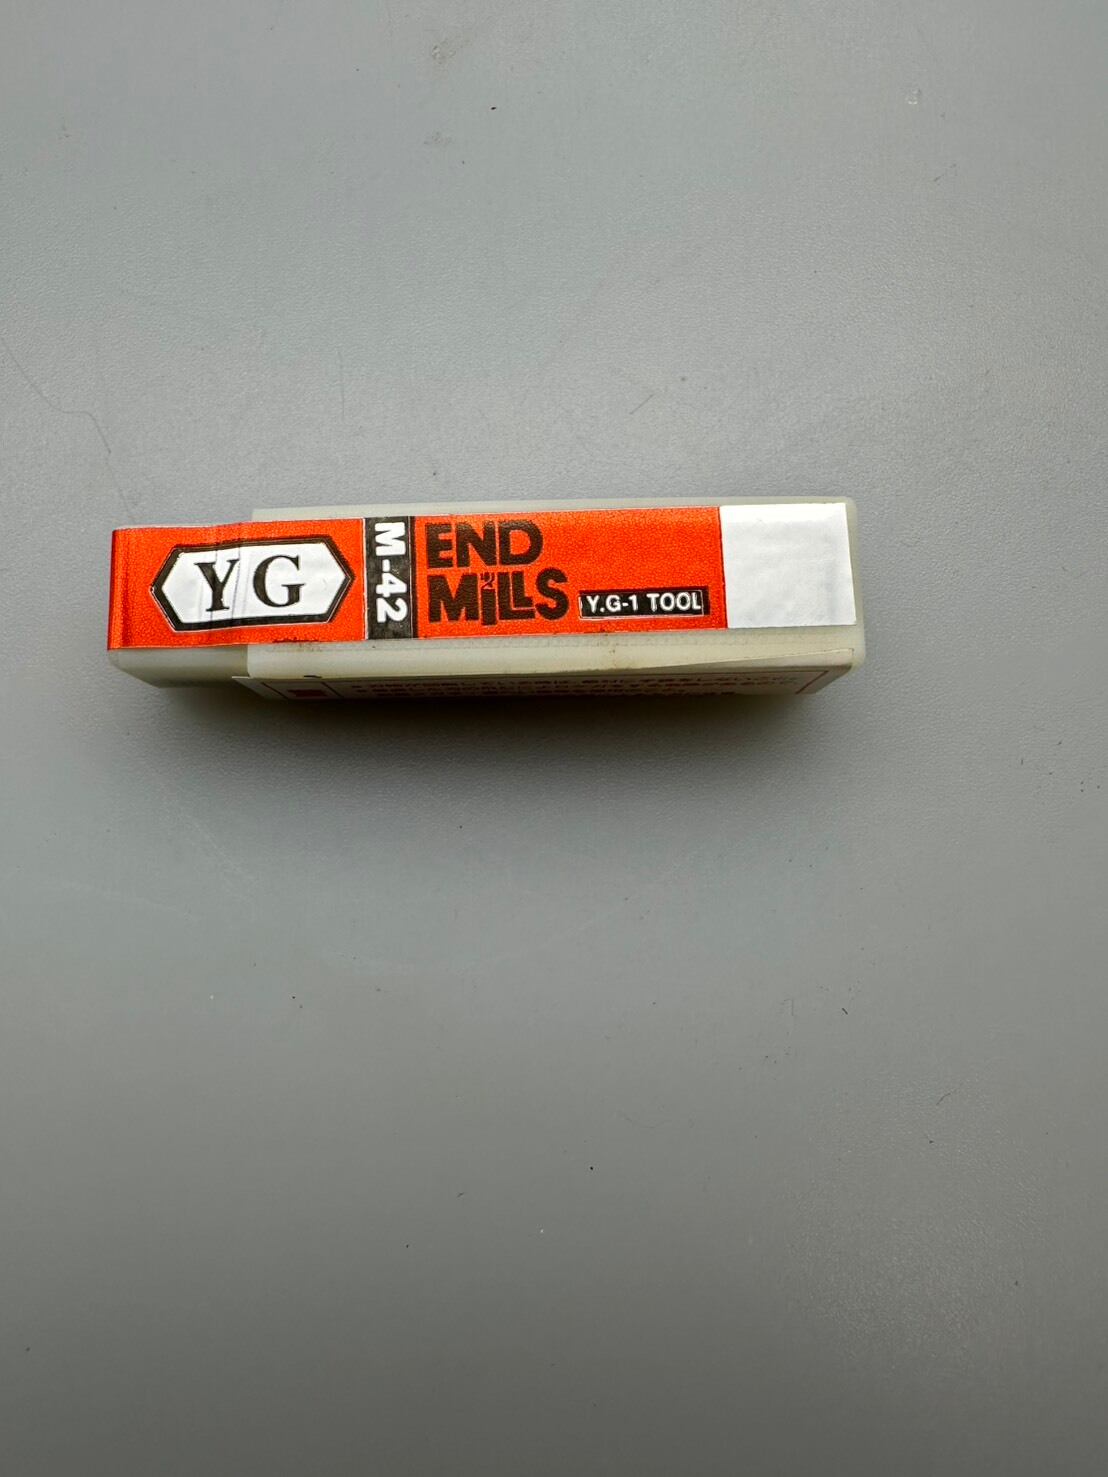 YG
M-42
END
MILLS
Y.G-1 TOOL